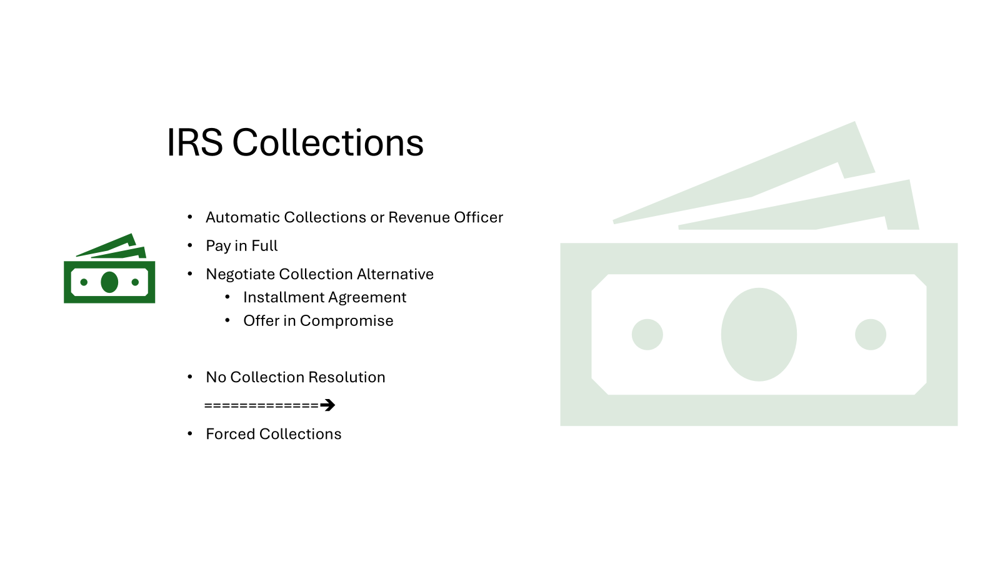 IRS Collections
• Automatic Collections or Revenue Officer
• Pay in Full
• Negotiate Collection Alternative
• Installment Agreement
• Offer in Compromise
• No Collection Resolution
=============➔
• Forced Collections